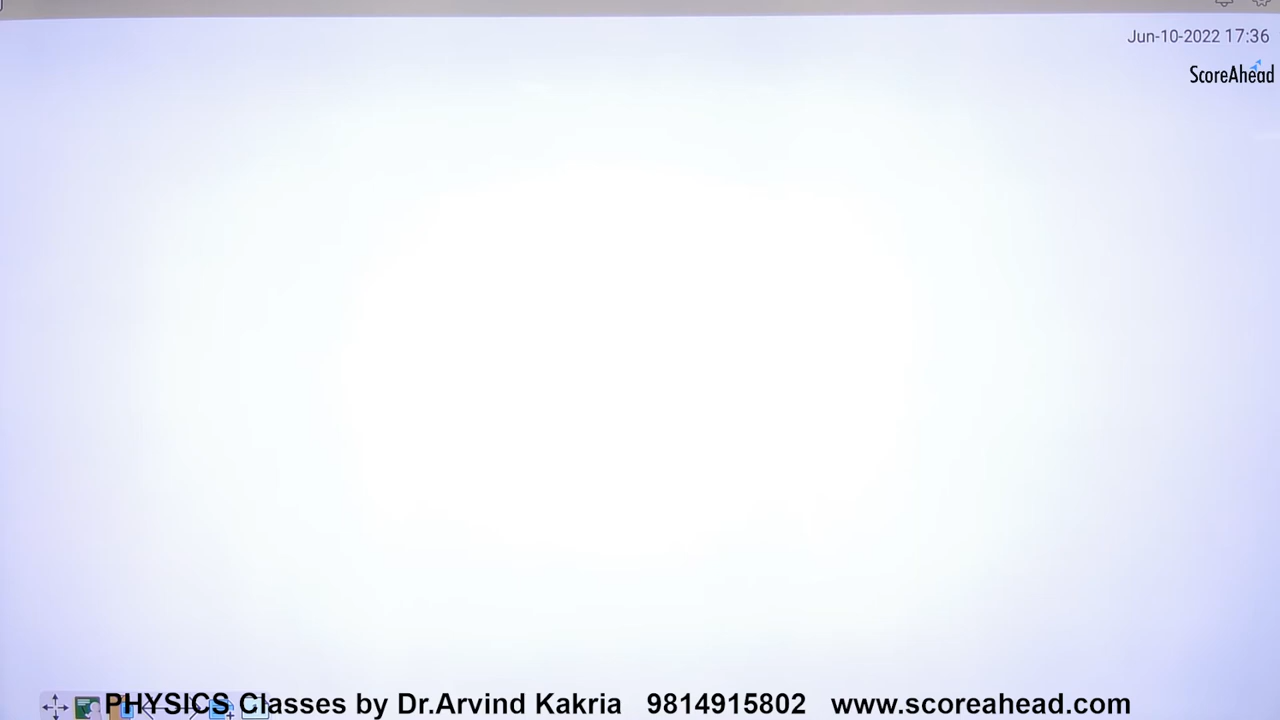 Jun-10-2022 17:36
ScoreAhead
PHYSICS Classes by Dr.Arvind Kakria 9814915802 www.scoreahead.com